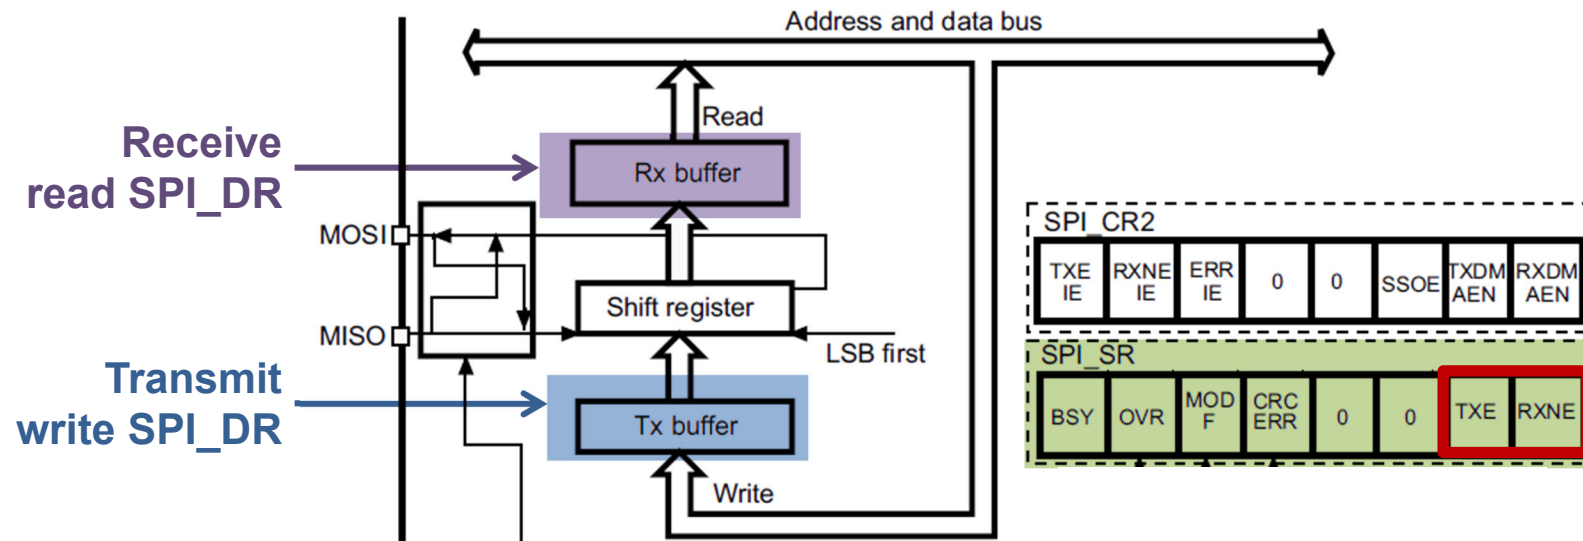 Address and data bus
Read
Receive
read SPI_DR
Rx buffer
MOSI
Shift register
MISO
LSB first
Transmit
write SPI_DR
Tx buffer
Write
SPI_CR2
TXE
IE
RXNE
IE
ERR
IE
0
0
SSOE
TXDM
AEN
RXDM
AEN
SPI_SR
BSY
OVR
MOD
F
CRC
ERR
0
0
TXE
RXNE